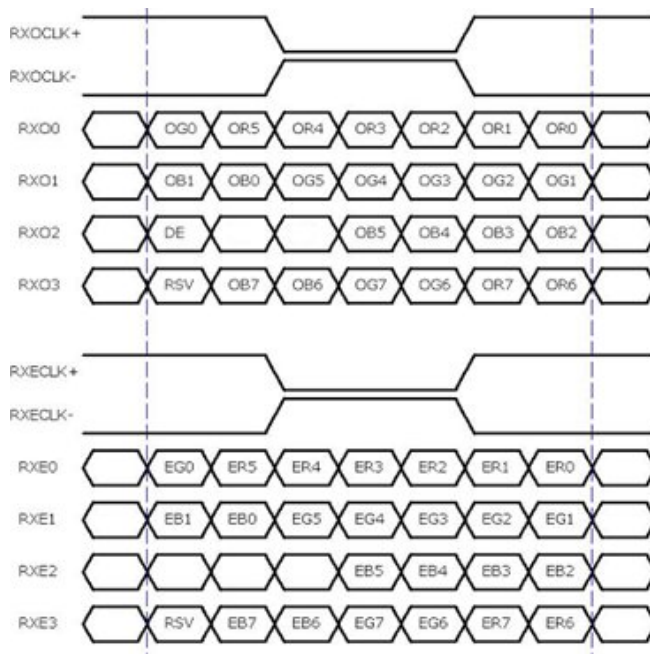 RXOCLK+
RXOCLK-
RXO0 OG0 OR5 OR4 OR3 OR2 OR1 OR0
RXO1 OB1 OB0 OG5 OG4 OG3 OG2 OG1
RXO2 DE OB5 OB4 OB3 OB2
RXO3 RSV OB7 OB6 OG7 OG6 OR7 OR6
RXECLK+
RXECLK-
RXE0 EG0 ER5 ER4 ER3 ER2 ER1 ER0
RXE1 EB1 EB0 EG5 EG4 EG3 EG2 EG1
RXE2 EB5 EB4 EB3 EB2
RXE3 RSV EB7 EB6 EG7 EG6 ER7 ER6